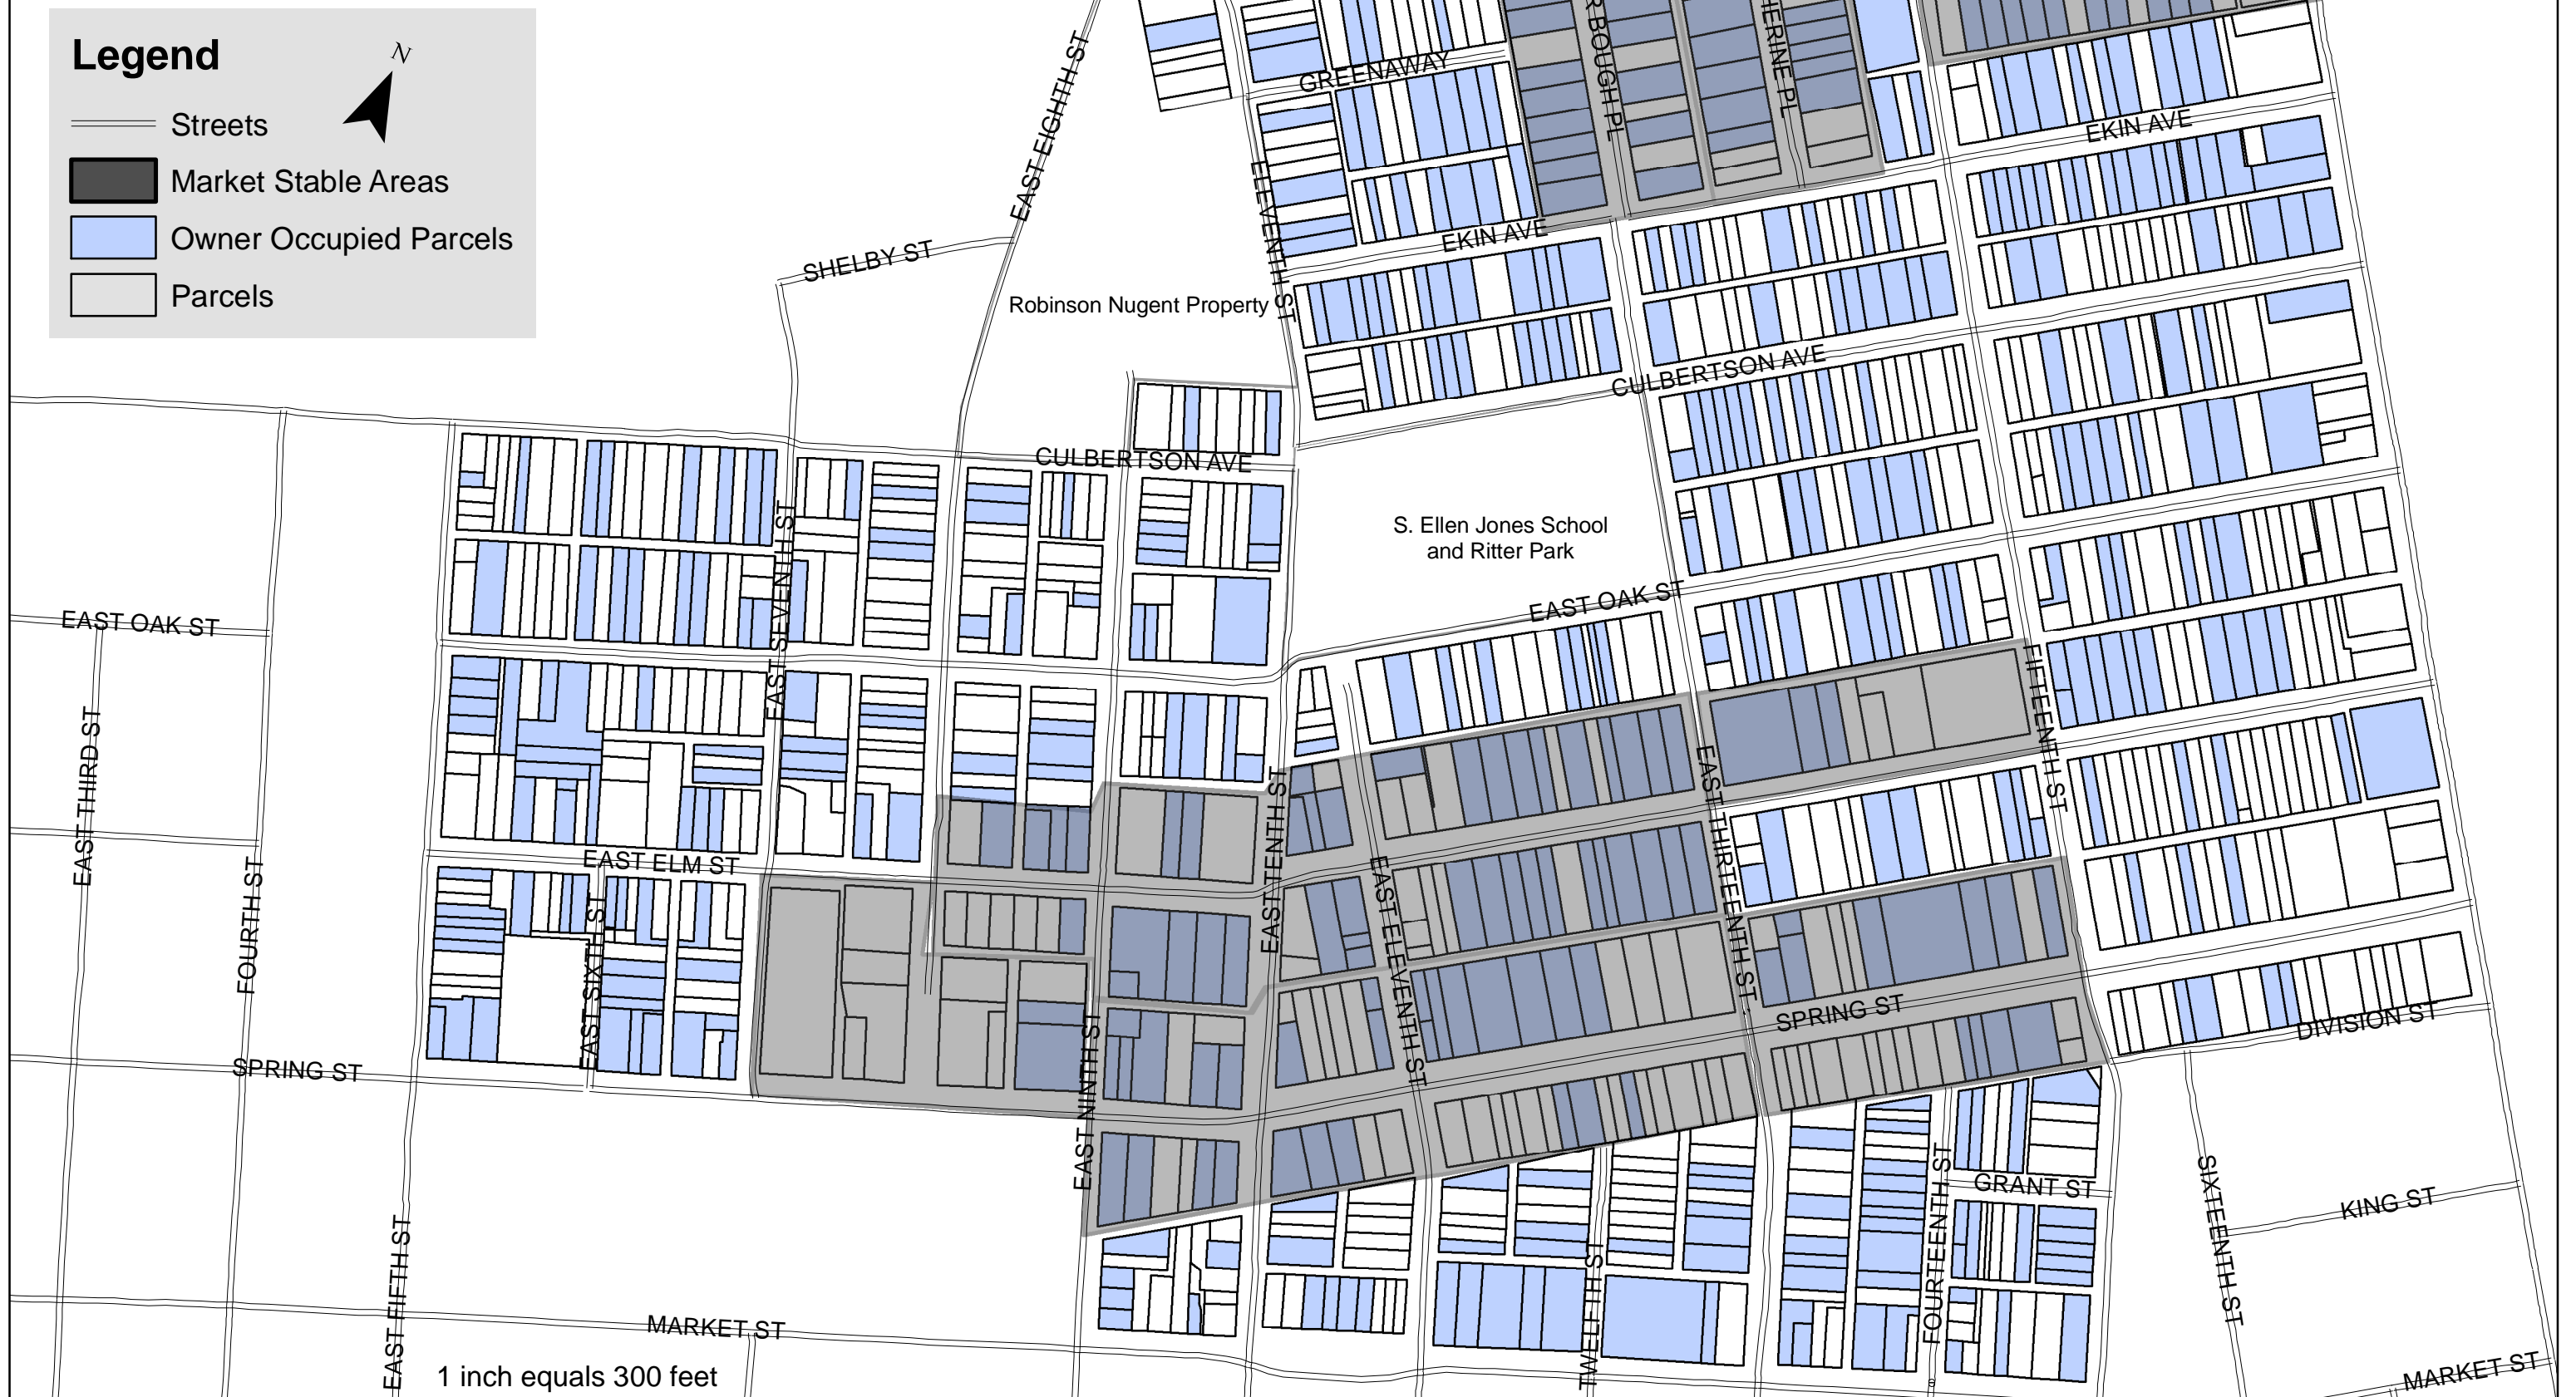 Legend
N
Streets
Market Stable Areas
Owner Occupied Parcels
Parcels
EAST EIGHTH ST
GREENAWAY
EKIN AVE
ELEVENTH ST
EKIN AVE
SHELBY ST
Robinson Nugent Property
CULBERTSON AVE
CULBERTSON AVE
S. Ellen Jones School
and Ritter Park
EAST OAK ST
EAST OAK ST
EAST SEVENTH ST
EAST THIRD ST
FOURTH ST
EAST ELM ST
EAST SIXTH ST
EAST TENTH ST
EAST ELEVENTH ST
EAST THIRTEENTH ST
FIFTEENTH ST
SPRING ST
SPRING ST
DIVISION ST
EAST NINTH ST
GRANT ST
KING ST
SIXTEENTH ST
FOURTEENTH ST
TWELFTH ST
EAST FIFTH ST
MARKET ST
MARKET ST
1 inch equals 300 feet